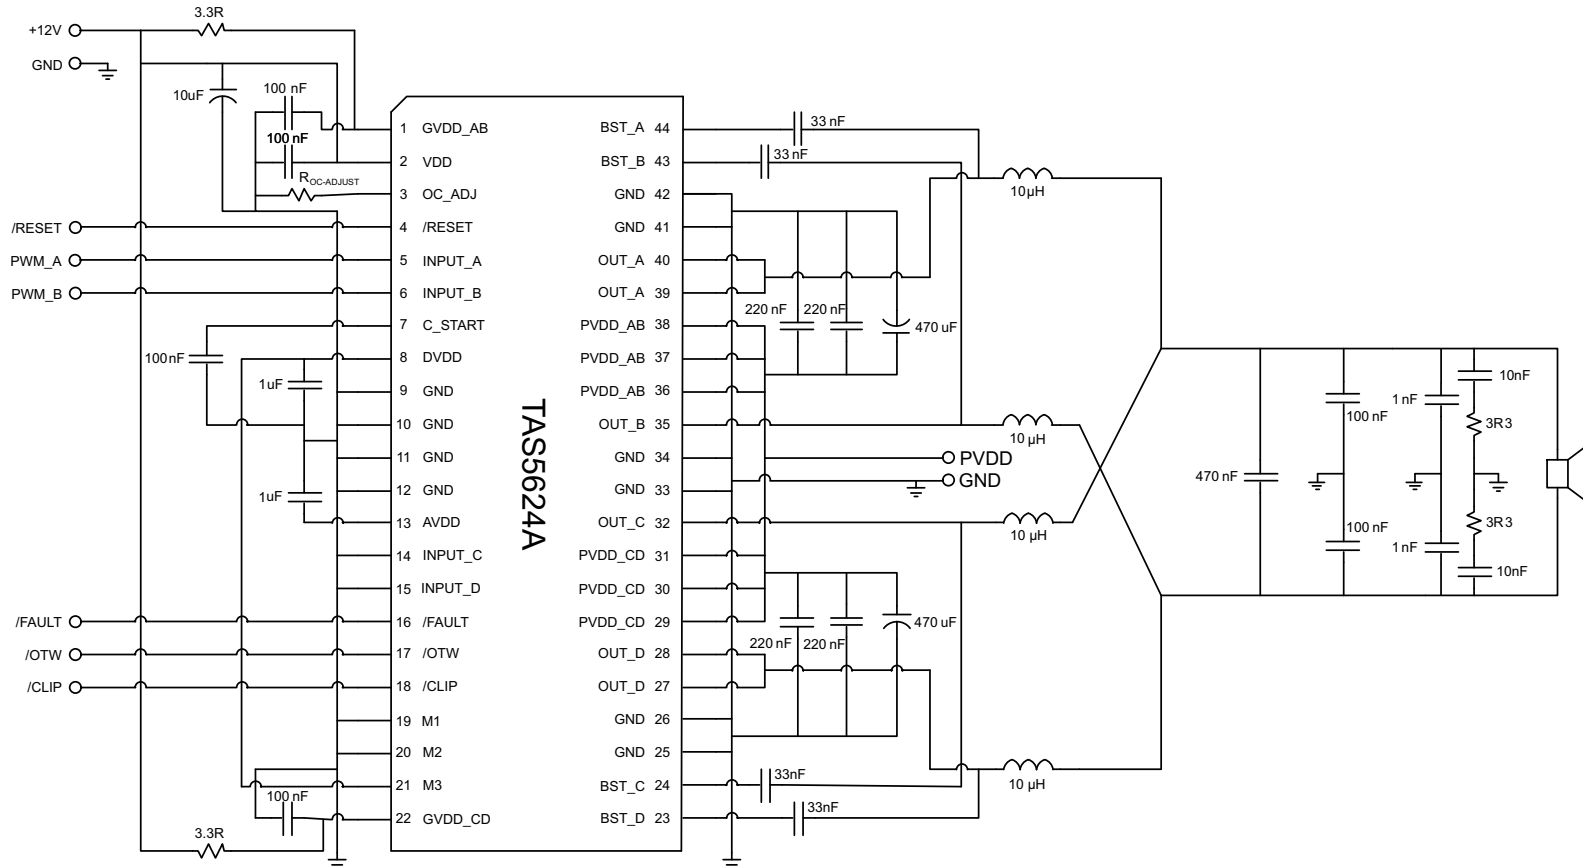 3.3R
+12V
GND
10uF
100 nF
100 nF
R_OC-ADJUST
/RESET
PWM_A
PWM_B
100nF
1uF
1uF
/FAULT
/OTW
/CLIP
100 nF
3.3R
1 GVDD_AB
2 VDD
3 OC_ADJ
4 /RESET
5 INPUT_A
6 INPUT_B
7 C_START
8 DVDD
9 GND
10 GND
11 GND
12 GND
13 AVDD
14 INPUT_C
15 INPUT_D
16 /FAULT
17 /OTW
18 /CLIP
19 M1
20 M2
21 M3
22 GVDD_CD
TAS5624A
BST_A 44
BST_B 43
GND 42
GND 41
OUT_A 40
OUT_A 39
PVDD_AB 38
PVDD_AB 37
PVDD_AB 36
OUT_B 35
GND 34
GND 33
OUT_C 32
PVDD_CD 31
PVDD_CD 30
PVDD_CD 29
OUT_D 28
OUT_D 27
GND 26
GND 25
BST_C 24
BST_D 23
33 nF
33 nF
10 µH
220 nF
220 nF
470 uF
10 µH
PVDD
GND
10 µH
220 nF
220 nF
470 uF
33nF
33nF
10 µH
470 nF
100 nF
100 nF
1 nF
1 nF
10nF
3R3
3R3
10nF